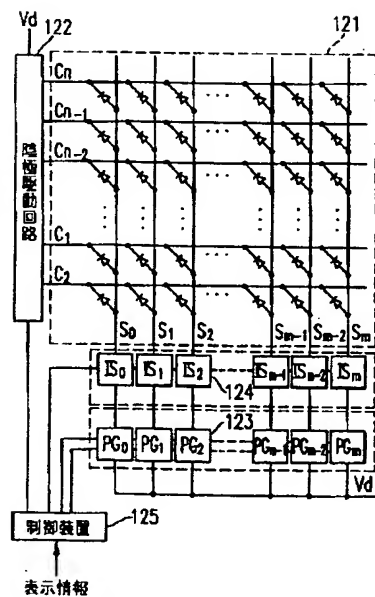 Vd
122
121
陰極駆動回路
Cn
Cn-1
Cn-2
C1
C2
S0
S1
S2
Sm-1
Sm-2
Sm
IS0
IS1
IS2
ISm-1
ISm-2
ISm
124
123
PG0
PG1
PG2
PGm-1
PGm-2
PGm
Vd
制御装置
125
表示情報